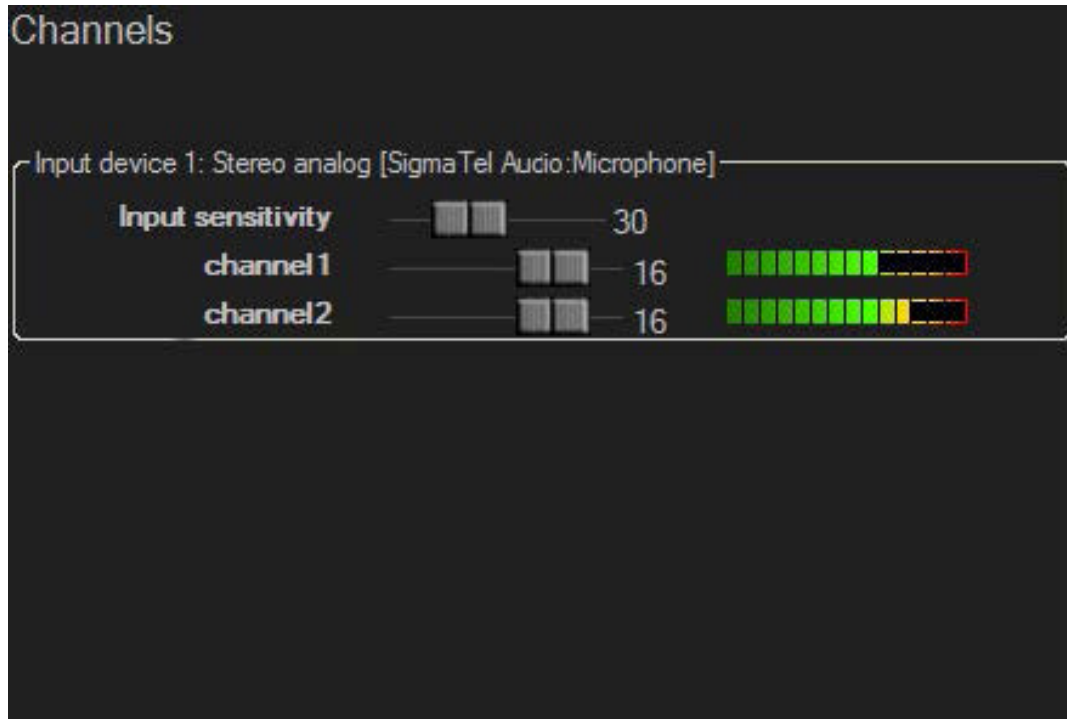 Channels
Input device 1: Stereo analog [SigmaTel Audio:Microphone]
Input sensitivity 30
channel1 16
channel2 16